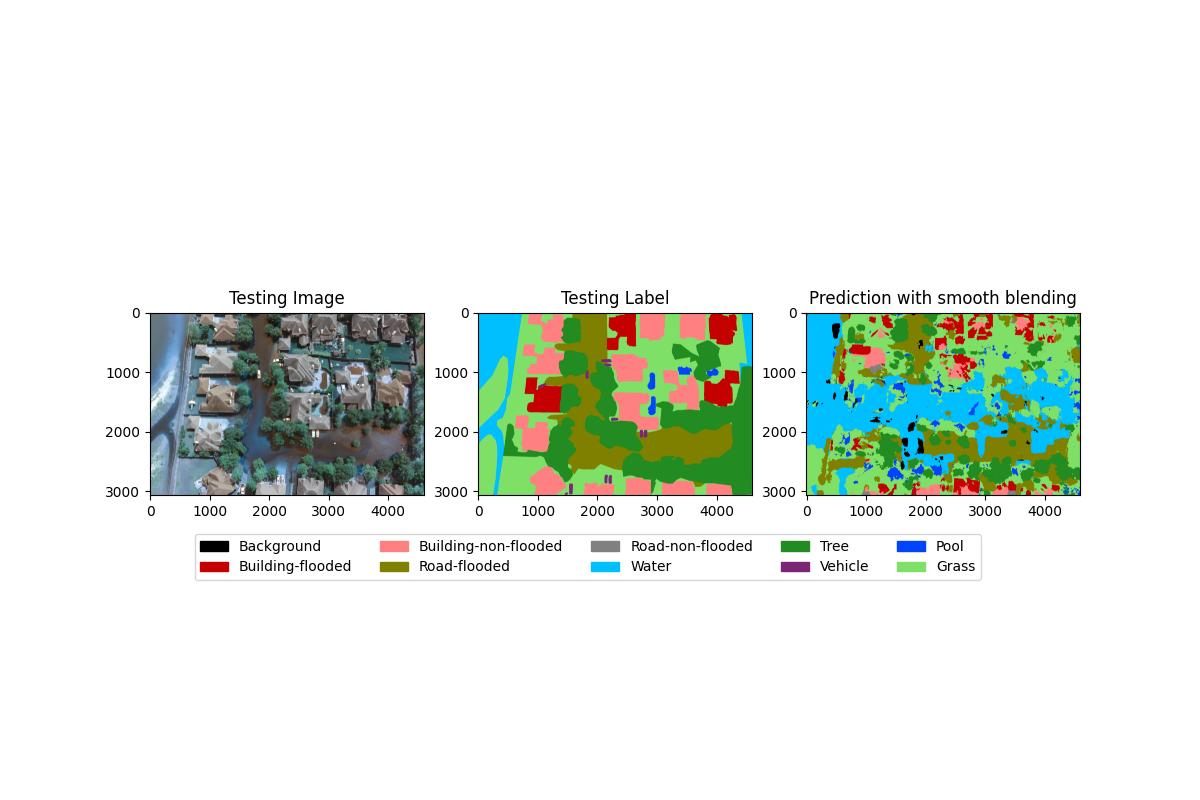 Testing Image
Testing Label
Prediction with smooth blending
0
1000
2000
3000
0
1000
2000
3000
4000
0
1000
2000
3000
0
1000
2000
3000
4000
0
1000
2000
3000
0
1000
2000
3000
4000
Background
Building-non-flooded
Road-non-flooded
Tree
Pool
Building-flooded
Road-flooded
Water
Vehicle
Grass